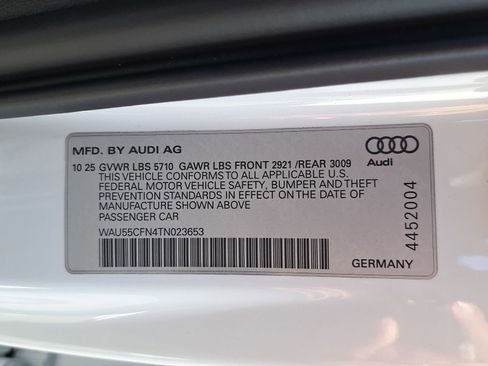 MFD. BY AUDI AG
Audi
10 25 GVWR LBS 5710 GAWR LBS FRONT 2921 /REAR 3009
THIS VEHICLE CONFORMS TO ALL APPLICABLE U.S.
FEDERAL MOTOR VEHICLE SAFETY, BUMPER AND THEFT
PREVENTION STANDARDS IN EFFECT ON THE DATE OF
MANUFACTURE SHOWN ABOVE
PASSENGER CAR
WAU55CFN4TN023653
4452004
GERMANY